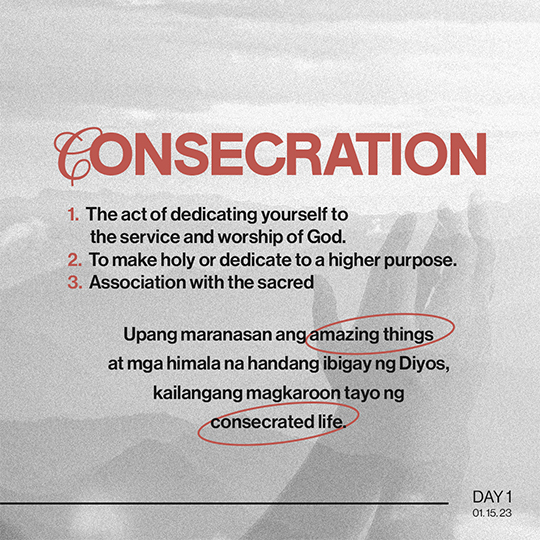 CONSECRATION
1. The act of dedicating yourself to
the service and worship of God.
2. To make holy or dedicate to a higher purpose.
3. Association with the sacred
Upang maranasan ang amazing things
at mga himala na handang ibigay ng Diyos,
kailangang magkaroon tayo ng
consecrated life.
DAY 1
01.15.23